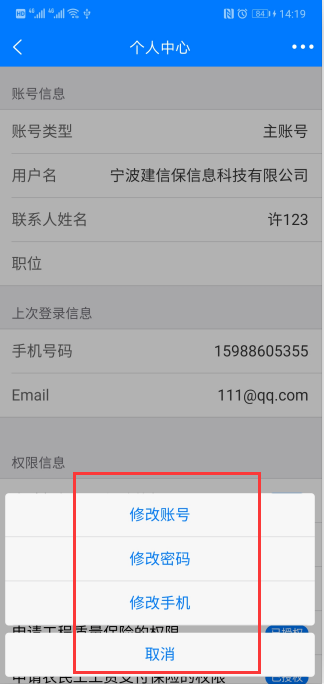 HD 4G 4G 84 14:19
个人中心
账号信息
账号类型 主账号
用户名 宁波建信保信息科技有限公司
联系人姓名 许123
职位
上次登录信息
手机号码 15988605355
Email 111@qq.com
权限信息
修改账号
修改密码
修改手机
申请工程质量保险的权限 已授权
取消
申请农民工工资支付保险的权限 已授权